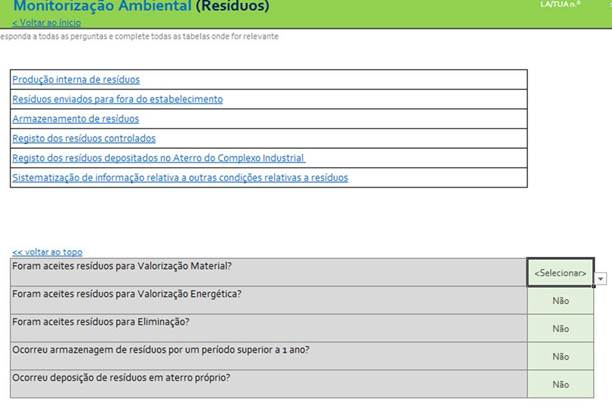 Monitorização Ambiental (Resíduos)
LA/TUA n.º
< Voltar ao ínicio
esponda a todas as perguntas e complete todas as tabelas onde for relevante
Produção interna de resíduos
Resíduos enviados para fora do estabelecimento
Armazenamento de resíduos
Registo dos resíduos controlados
Registo dos resíduos depositados no Aterro do Complexo Industrial
Sistematização de informação relativa a outras condições relativas a resíduos
<< voltar ao topo
Foram aceites resíduos para Valorização Material? <Selecionar>
Foram aceites resíduos para Valorização Energética? Não
Foram aceites resíduos para Eliminação? Não
Ocorreu armazenagem de resíduos por um período superior a 1 ano? Não
Ocorreu deposição de resíduos em aterro próprio? Não